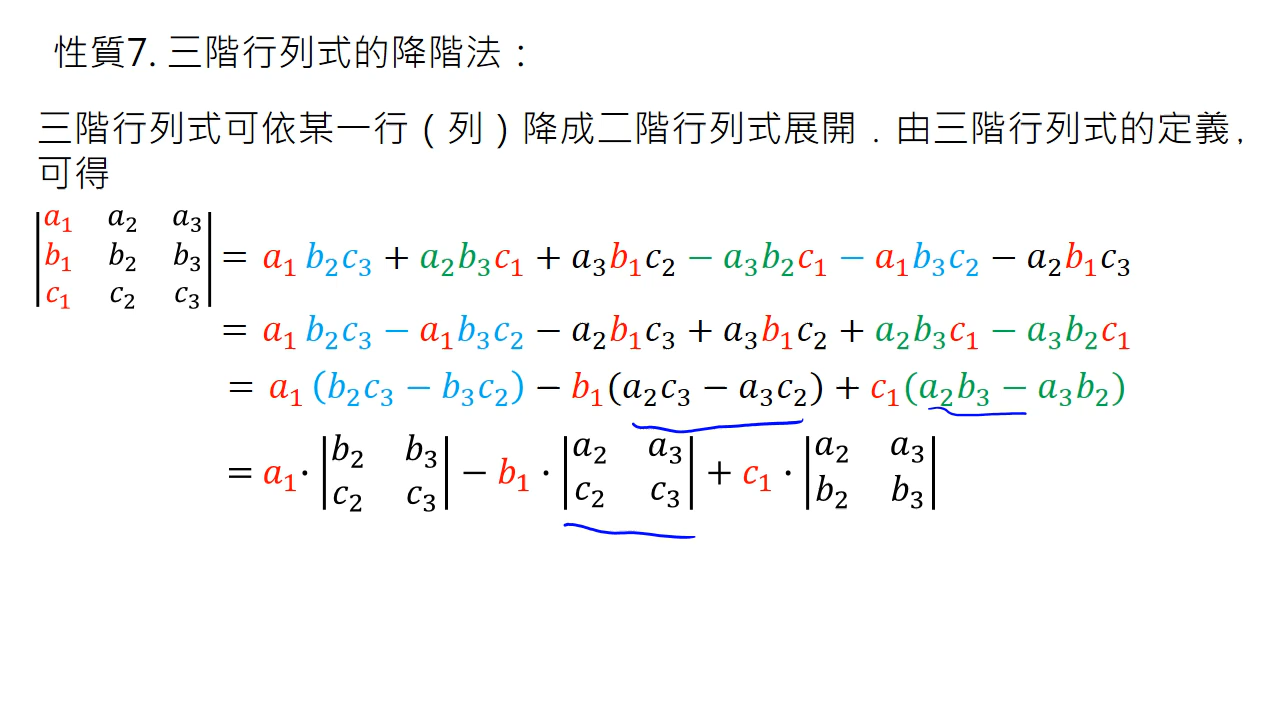 性質7. 三階行列式的降階法：
三階行列式可依某一行（列）降成二階行列式展開．由三階行列式的定義，
可得
| a₁ a₂ a₃ |
| b₁ b₂ b₃ | = a₁b₂c₃ + a₂b₃c₁ + a₃b₁c₂ − a₃b₂c₁ − a₁b₃c₂ − a₂b₁c₃
| c₁ c₂ c₃ |
= a₁b₂c₃ − a₁b₃c₂ − a₂b₁c₃ + a₃b₁c₂ + a₂b₃c₁ − a₃b₂c₁
= a₁(b₂c₃ − b₃c₂) − b₁(a₂c₃ − a₃c₂) + c₁(a₂b₃ − a₃b₂)
= a₁· | b₂ b₃ | − b₁ · | a₂ a₃ | + c₁ · | a₂ a₃ |
| c₂ c₃ | | c₂ c₃ | | b₂ b₃ |